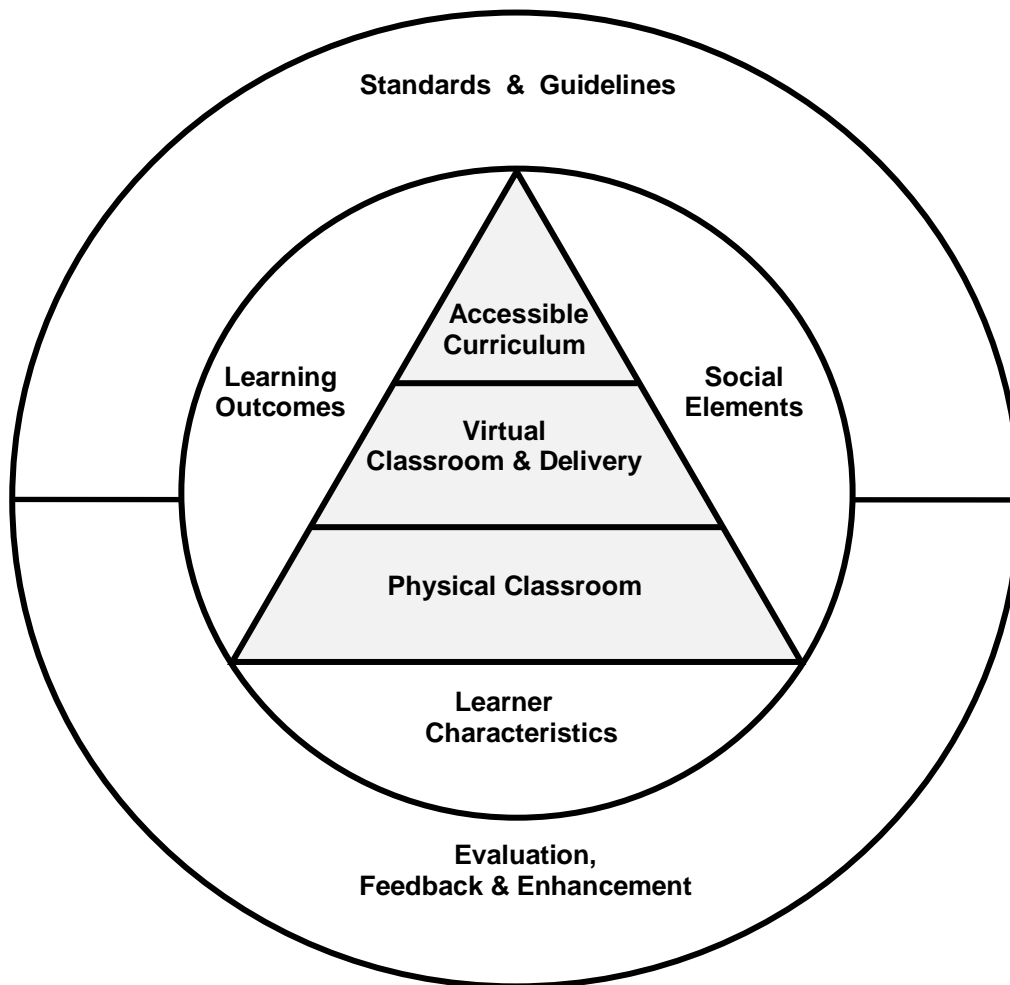 Standards & Guidelines
Accessible
Curriculum
Learning
Outcomes
Social
Elements
Virtual
Classroom & Delivery
Physical Classroom
Learner
Characteristics
Evaluation,
Feedback & Enhancement